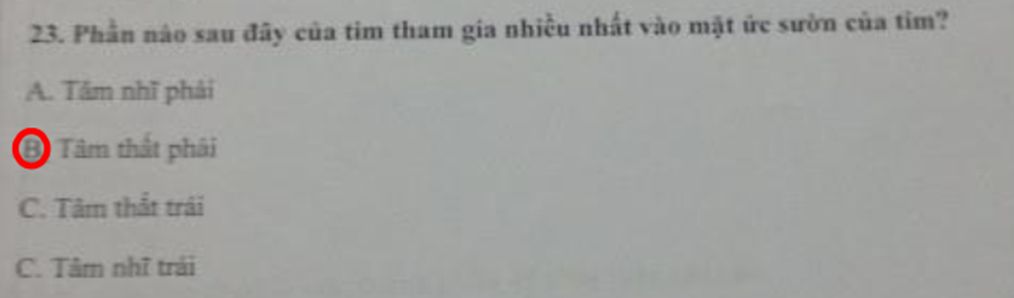 23. Phần nào sau đây của tim tham gia nhiều nhất vào mặt ức sườn của tim?
A. Tâm nhĩ phải
B Tâm thất phải
C. Tâm thất trái
C. Tâm nhĩ trái